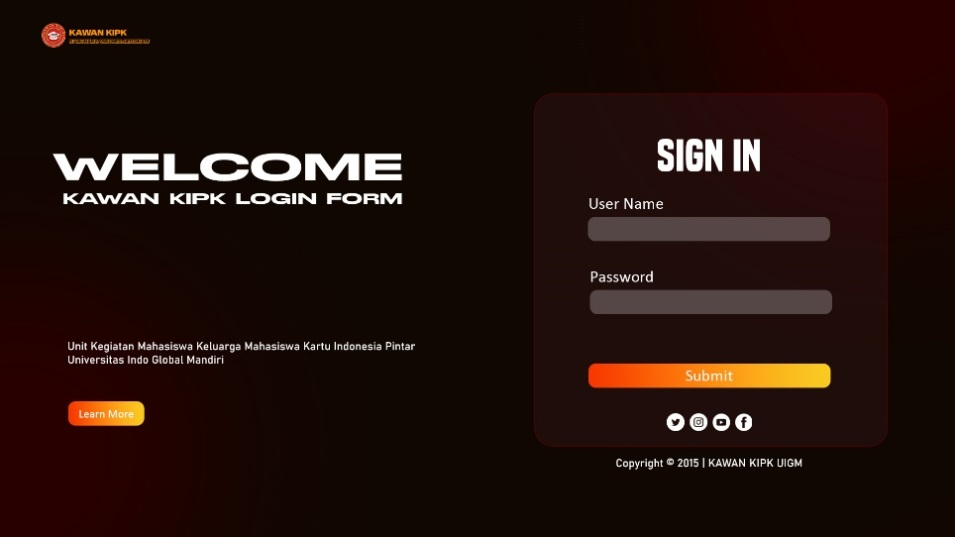 KAWAN KIPK
WELCOME
KAWAN KIPK LOGIN FORM
Unit Kegiatan Mahasiswa Keluarga Mahasiswa Kartu Indonesia Pintar
Universitas Indo Global Mandiri
Learn More
SIGN IN
User Name
Password
Submit
Copyright © 2015 | KAWAN KIPK UIGM